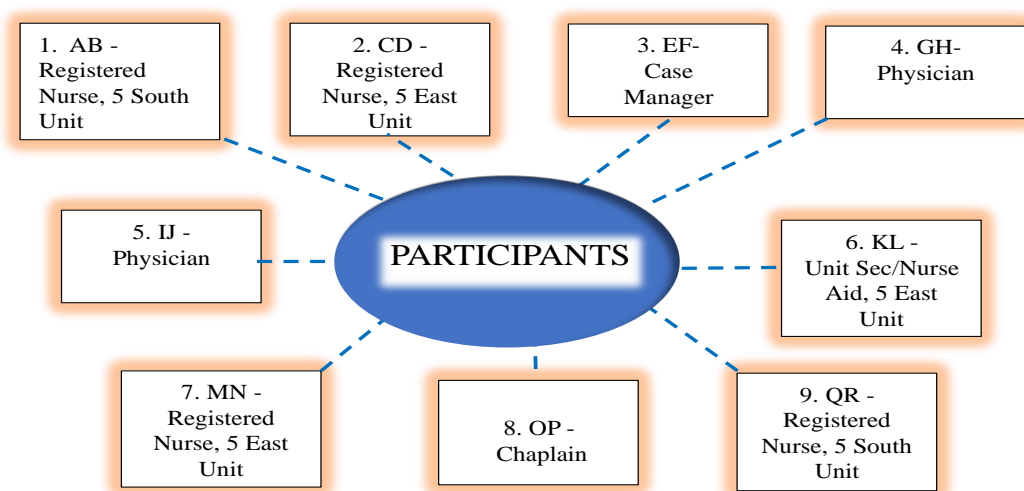 1. AB -
Registered
Nurse, 5 South
Unit
2. CD -
Registered
Nurse, 5 East
Unit
3. EF-
Case
Manager
4. GH-
Physician
5. IJ -
Physician
PARTICIPANTS
6. KL -
Unit Sec/Nurse
Aid, 5 East
Unit
7. MN -
Registered
Nurse, 5 East
Unit
8. OP -
Chaplain
9. QR -
Registered
Nurse, 5 South
Unit